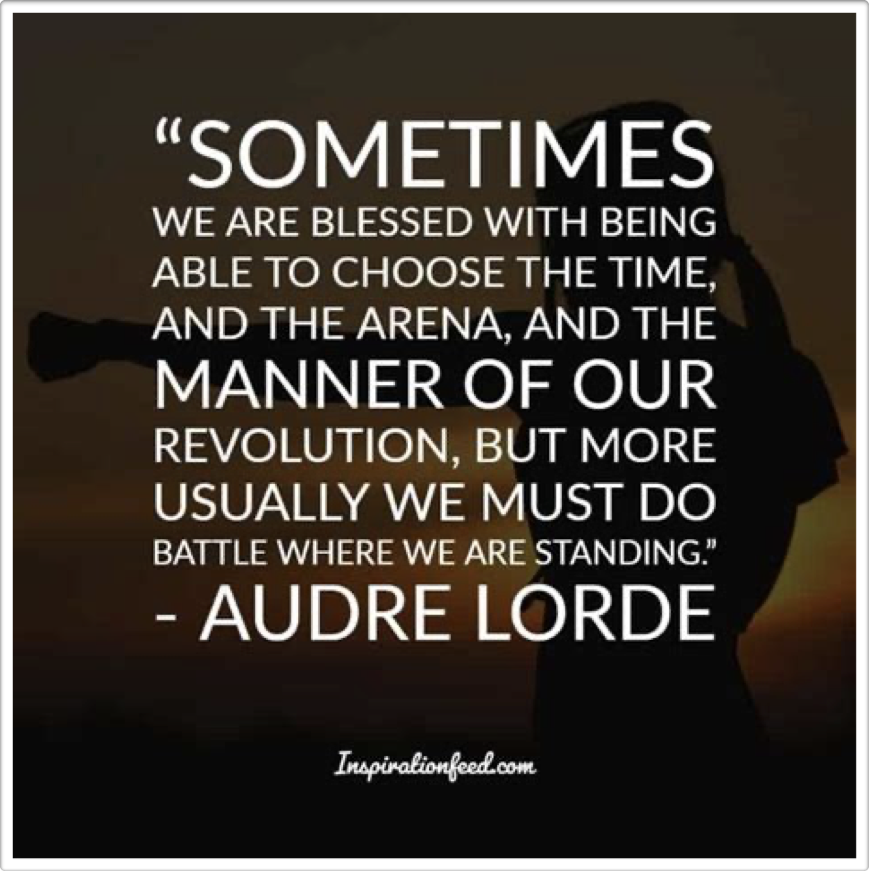 “SOMETIMES
WE ARE BLESSED WITH BEING
ABLE TO CHOOSE THE TIME,
AND THE ARENA, AND THE
MANNER OF OUR
REVOLUTION, BUT MORE
USUALLY WE MUST DO
BATTLE WHERE WE ARE STANDING.”
- AUDRE LORDE
Inspirationfeed.com